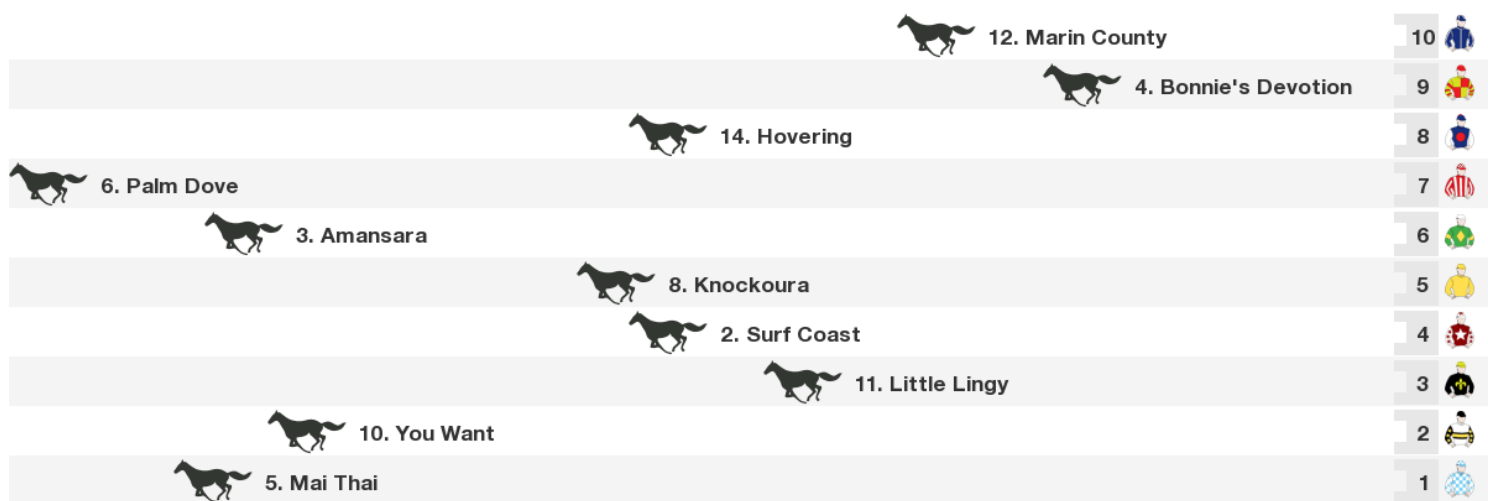 12. Marin County 10
4. Bonnie's Devotion 9
14. Hovering 8
6. Palm Dove 7
3. Amansara 6
8. Knockoura 5
2. Surf Coast 4
11. Little Lingy 3
10. You Want 2
5. Mai Thai 1